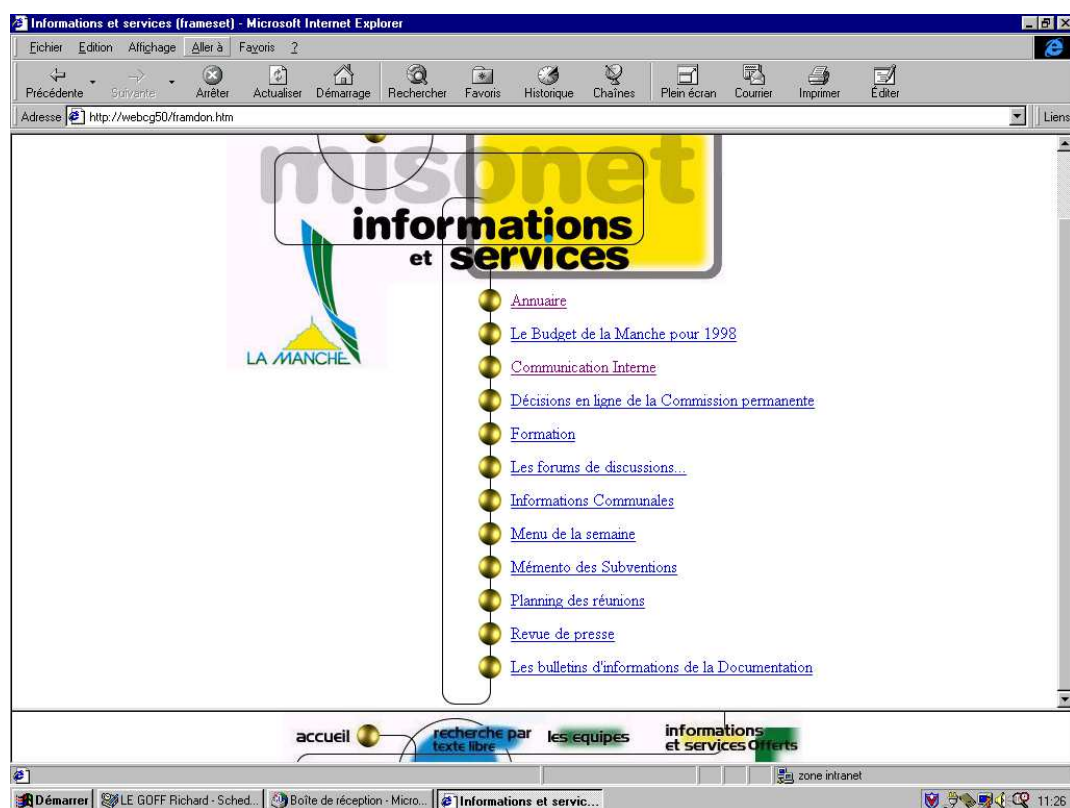 Informations et services (frameset) - Microsoft Internet Explorer
Fichier Edition Affichage Aller à Favoris ?
Précédente Suivante Arrêter Actualiser Démarrage Rechercher Favoris Historique Chaînes Plein écran Courrier Imprimer Éditer
Adresse http://webcg50/framdon.htm Liens
misonet
informations
et services
LA MANCHE
Annuaire
Le Budget de la Manche pour 1998
Communication Interne
Décisions en ligne de la Commission permanente
Formation
Les forums de discussions...
Informations Communales
Menu de la semaine
Mémento des Subventions
Planning des réunions
Revue de presse
Les bulletins d'informations de la Documentation
accueil recherche par texte libre les equipes informations et services Offerts
zone intranet
Démarrer LE GOFF Richard - Sched... Boîte de réception - Micro... Informations et servic... 11:26